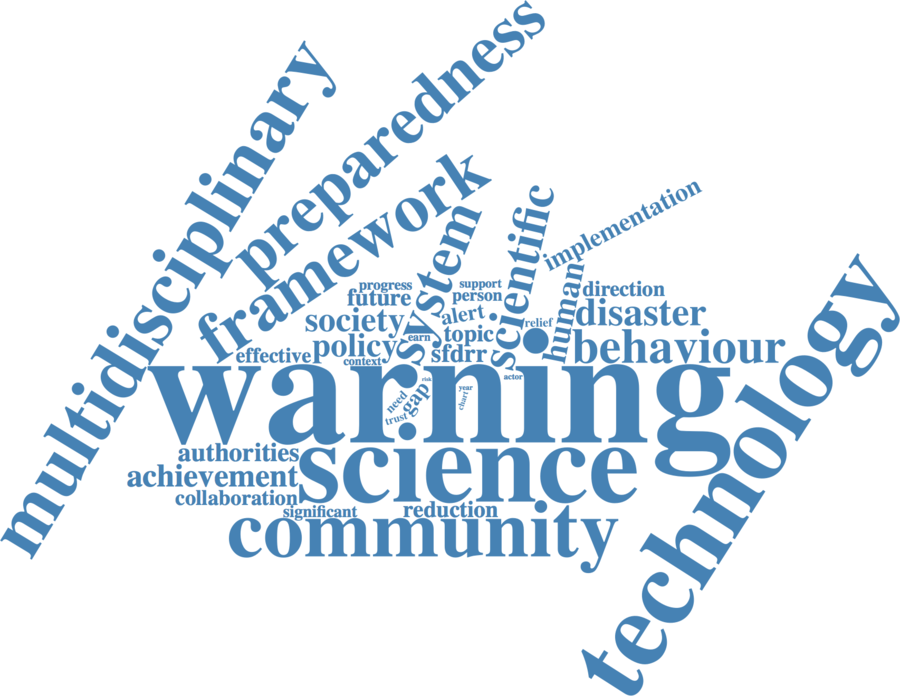 multidisciplinary
preparedness
framework
system
scientific
implementation
human
progress
support
direction
future
person
society
alert
relief
disaster
earn
topic
policy
sfdrr
behaviour
effective
context
warning
risk
actor
need
gap
year
chart
trust
technology
authorities
science
achievement
collaboration
significant
reduction
community